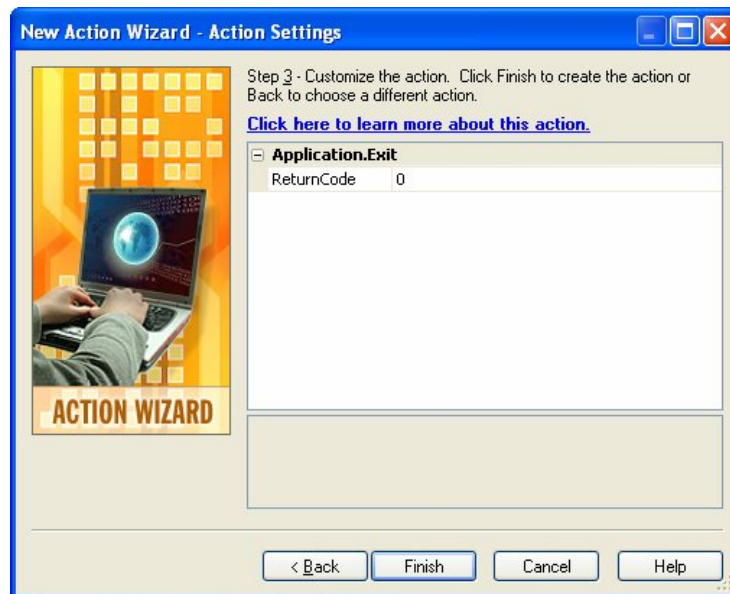 New Action Wizard - Action Settings
Step 3 - Customize the action. Click Finish to create the action or
Back to choose a different action.
Click here to learn more about this action.
Application.Exit
ReturnCode 0
ACTION WIZARD
< Back Finish Cancel Help